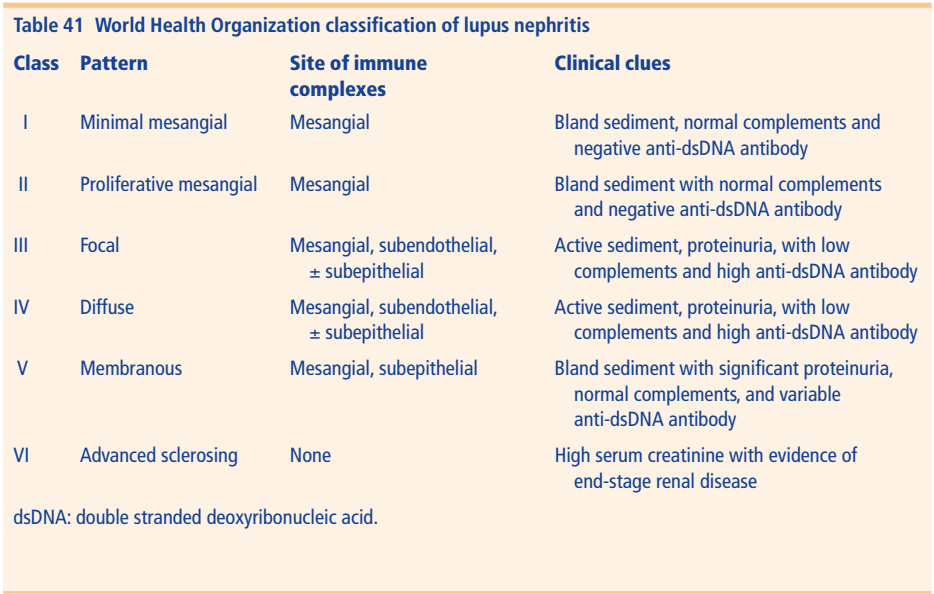 Table 41 World Health Organization classification of lupus nephritis
Class Pattern Site of immune complexes Clinical clues
I Minimal mesangial Mesangial Bland sediment, normal complements and
negative anti-dsDNA antibody
II Proliferative mesangial Mesangial Bland sediment with normal complements
and negative anti-dsDNA antibody
III Focal Mesangial, subendothelial, Active sediment, proteinuria, with low
± subepithelial complements and high anti-dsDNA antibody
IV Diffuse Mesangial, subendothelial, Active sediment, proteinuria, with low
± subepithelial complements and high anti-dsDNA antibody
V Membranous Mesangial, subepithelial Bland sediment with significant proteinuria,
normal complements, and variable
anti-dsDNA antibody
VI Advanced sclerosing None High serum creatinine with evidence of
end-stage renal disease
dsDNA: double stranded deoxyribonucleic acid.